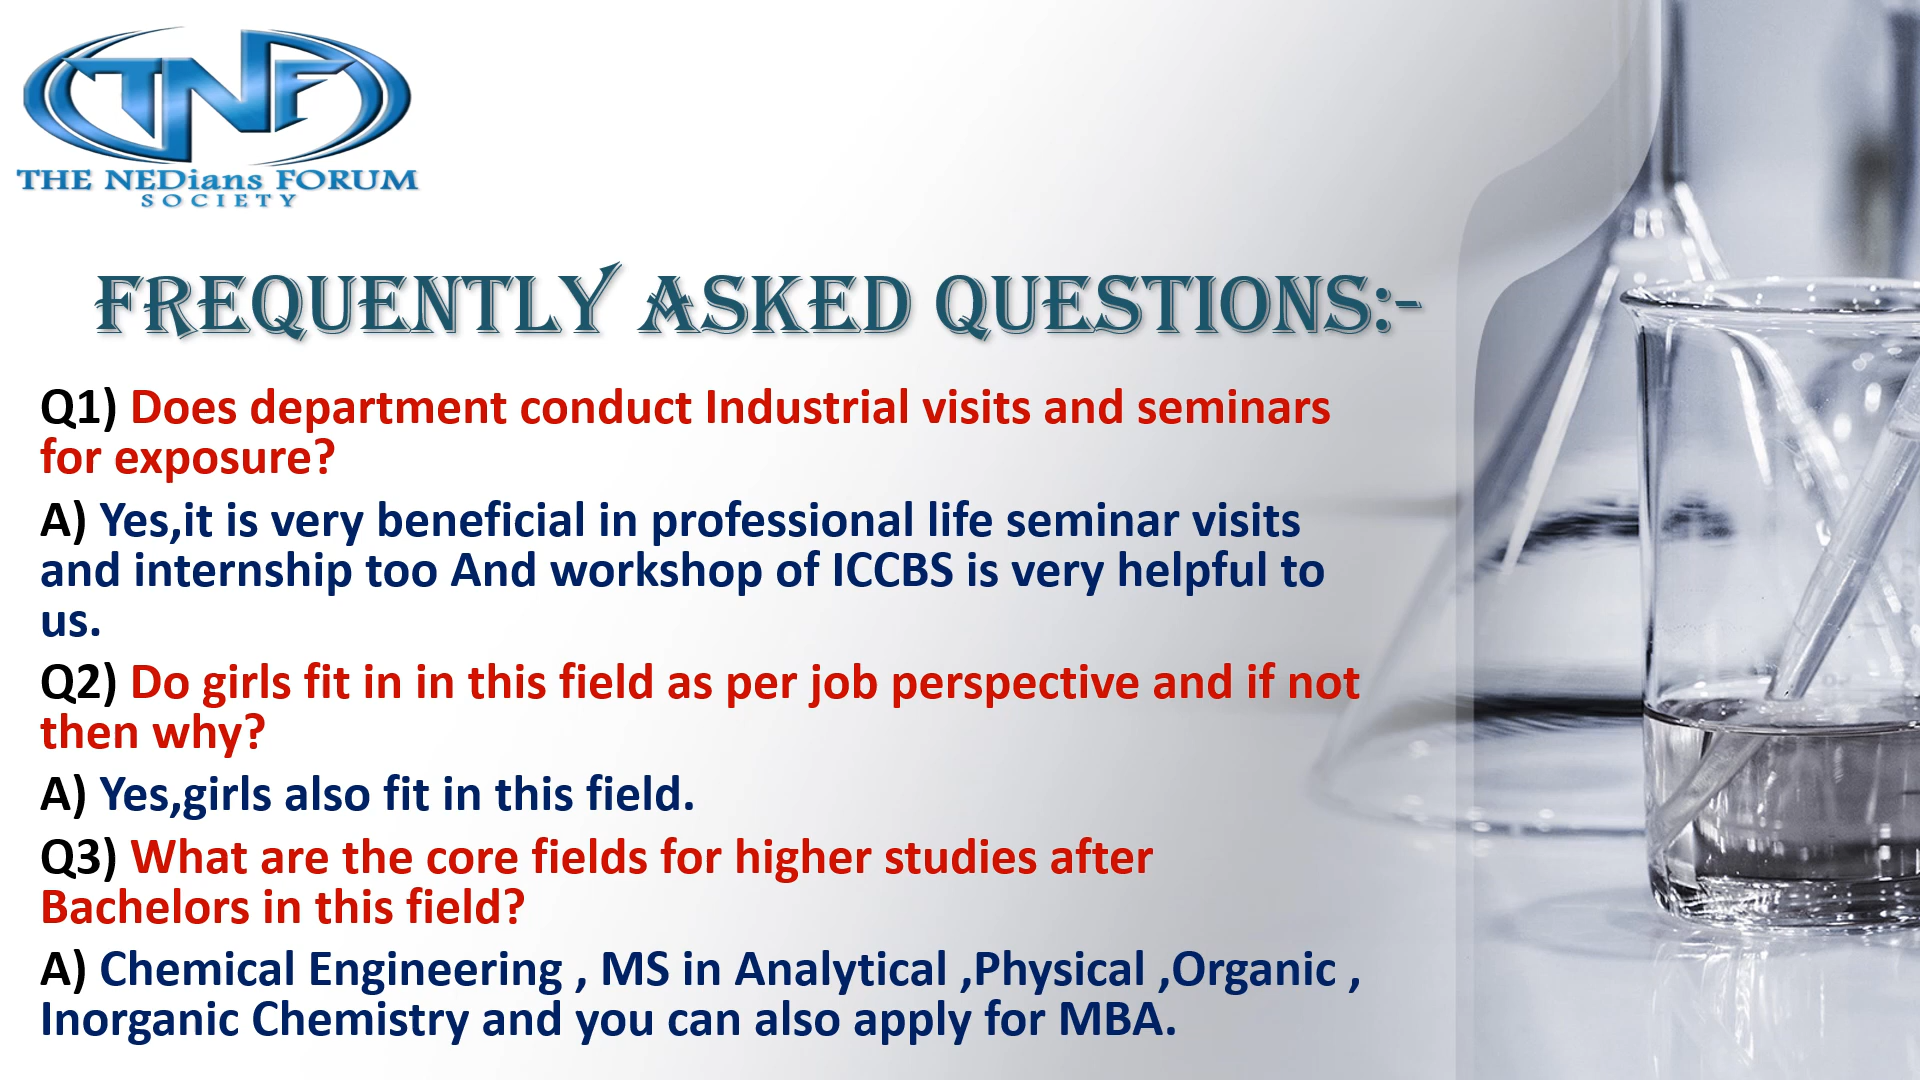 TNF
THE NEDians FORUM
SOCIETY
FREQUENTLY ASKED QUESTIONS:-
Q1) Does department conduct Industrial visits and seminars
for exposure?
A) Yes,it is very beneficial in professional life seminar visits
and internship too And workshop of ICCBS is very helpful to
us.
Q2) Do girls fit in in this field as per job perspective and if not
then why?
A) Yes,girls also fit in this field.
Q3) What are the core fields for higher studies after
Bachelors in this field?
A) Chemical Engineering , MS in Analytical ,Physical ,Organic ,
Inorganic Chemistry and you can also apply for MBA.